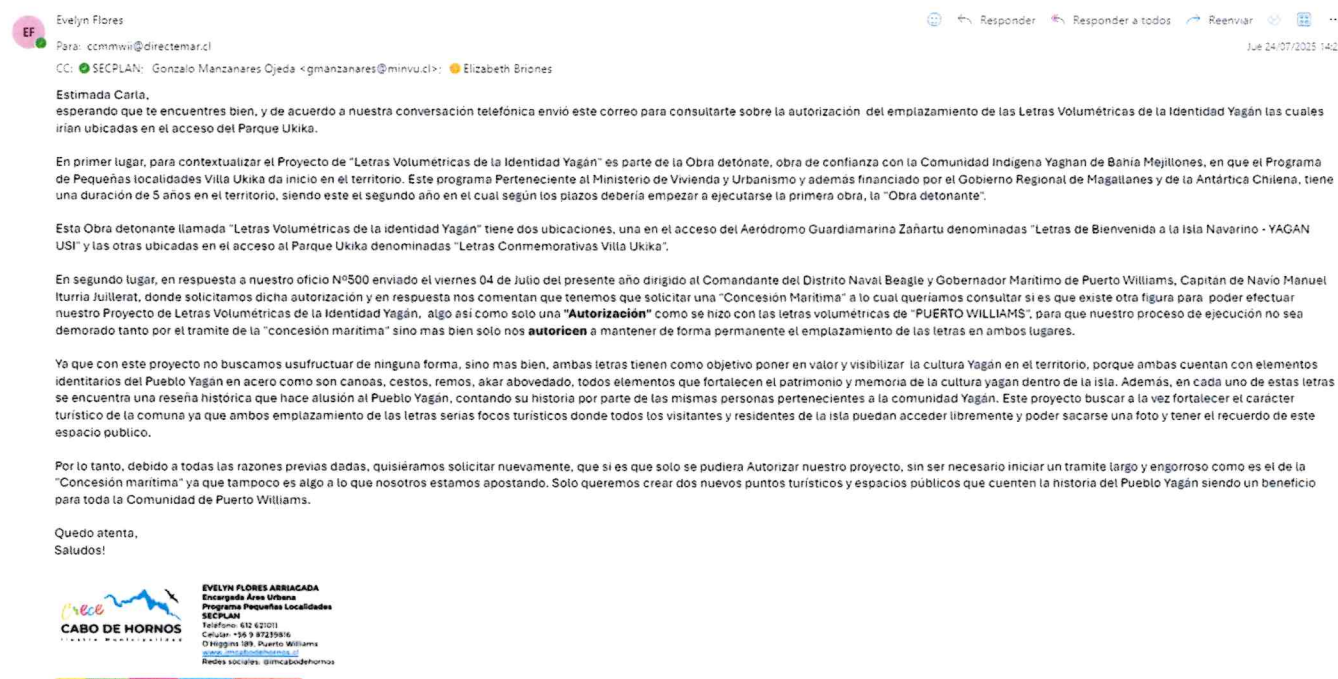 EF
Evelyn Flores
Responder
Responder a todos
Reenviar
Para: ccmmwii@directemar.cl
Jue 24/07/2025 14:2
CC: SECPLAN; Gonzalo Manzanares Ojeda <gmanzanares@minvu.cl>; Elizabeth Briones
Estimada Carla,
esperando que te encuentres bien, y de acuerdo a nuestra conversación telefónica envió este correo para consultarte sobre la autorización del emplazamiento de las Letras Volumétricas de la Identidad Yagán las cuales
irían ubicadas en el acceso del Parque Ukika.
En primer lugar, para contextualizar el Proyecto de "Letras Volumétricas de la Identidad Yagán" es parte de la Obra detónate, obra de confianza con la Comunidad Indígena Yaghan de Bahía Mejillones, en que el Programa
de Pequeñas localidades Villa Ukika da inicio en el territorio. Este programa Perteneciente al Ministerio de Vivienda y Urbanismo y además financiado por el Gobierno Regional de Magallanes y de la Antártica Chilena, tiene
una duración de 5 años en el territorio, siendo este el segundo año en el cual según los plazos debería empezar a ejecutarse la primera obra, la "Obra detonante".
Esta Obra detonante llamada "Letras Volumétricas de la identidad Yagán" tiene dos ubicaciones, una en el acceso del Aeródromo Guardiamarina Zañartu denominadas "Letras de Bienvenida a la Isla Navarino - YAGAN
USI" y las otras ubicadas en el acceso al Parque Ukika denominadas "Letras Conmemorativas Villa Ukika".
En segundo lugar, en respuesta a nuestro oficio Nº500 enviado el viernes 04 de Julio del presente año dirigido al Comandante del Distrito Naval Beagle y Gobernador Marítimo de Puerto Williams, Capitán de Navío Manuel
Iturria Juillerat, donde solicitamos dicha autorización y en respuesta nos comentan que tenemos que solicitar una "Concesión Marítima" a lo cual queríamos consultar si es que existe otra figura para poder efectuar
nuestro Proyecto de Letras Volumétricas de la Identidad Yagán, algo así como solo una "Autorización" como se hizo con las letras volumétricas de "PUERTO WILLIAMS", para que nuestro proceso de ejecución no sea
demorado tanto por el tramite de la "concesión marítima" sino mas bien solo nos autoricen a mantener de forma permanente el emplazamiento de las letras en ambos lugares.
Ya que con este proyecto no buscamos usufructuar de ninguna forma, sino mas bien, ambas letras tienen como objetivo poner en valor y visibilizar la cultura Yagán en el territorio, porque ambas cuentan con elementos
identitarios del Pueblo Yagán en acero como son canoas, cestos, remos, akar abovedado, todos elementos que fortalecen el patrimonio y memoria de la cultura yagan dentro de la isla. Además, en cada uno de estas letras
se encuentra una reseña histórica que hace alusión al Pueblo Yagán, contando su historia por parte de las mismas personas pertenecientes a la comunidad Yagán. Este proyecto buscar a la vez fortalecer el carácter
turístico de la comuna ya que ambos emplazamiento de las letras serias focos turísticos donde todos los visitantes y residentes de la isla puedan acceder libremente y poder sacarse una foto y tener el recuerdo de este
espacio publico.
Por lo tanto, debido a todas las razones previas dadas, quisiéramos solicitar nuevamente, que si es que solo se pudiera Autorizar nuestro proyecto, sin ser necesario iniciar un tramite largo y engorroso como es el de la
"Concesión marítima" ya que tampoco es algo a lo que nosotros estamos apostando. Solo queremos crear dos nuevos puntos turísticos y espacios públicos que cuenten la historia del Pueblo Yagán siendo un beneficio
para toda la Comunidad de Puerto Williams.
Quedo atenta,
Saludos!
Crece
CABO DE HORNOS
Ilustre Municipalidad
EVELYN FLORES ARRIAGADA
Encargada Área Urbana
Programa Pequeñas Localidades
SECPLAN
Teléfono: 612 621011
Celular: +56 9 87239816
O'Higgins 189, Puerto Williams
www.imcabodehornos.cl
Redes sociales: @imcabodehornos